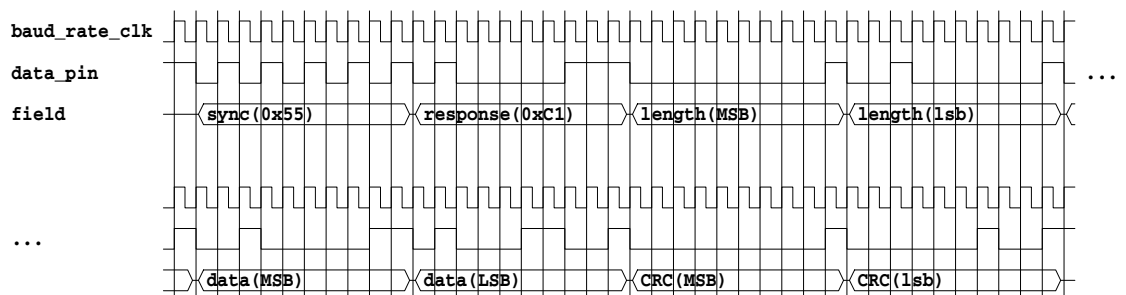 baud_rate_clk
data_pin ...
field sync(0x55) response(0xC1) length(MSB) length(lsb)
...
data(MSB) data(LSB) CRC(MSB) CRC(lsb)